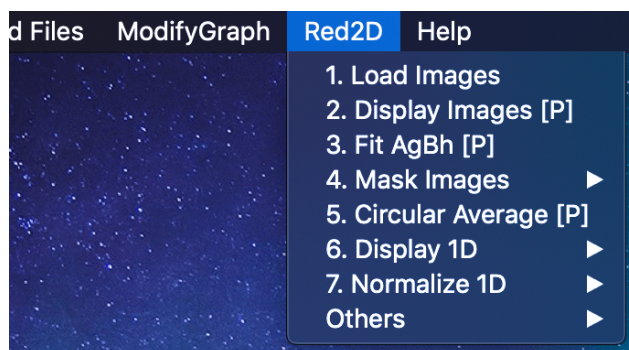 d Files ModifyGraph Red2D Help
1. Load Images
2. Display Images [P]
3. Fit AgBh [P]
4. Mask Images ▶
5. Circular Average [P]
6. Display 1D ▶
7. Normalize 1D ▶
Others ▶